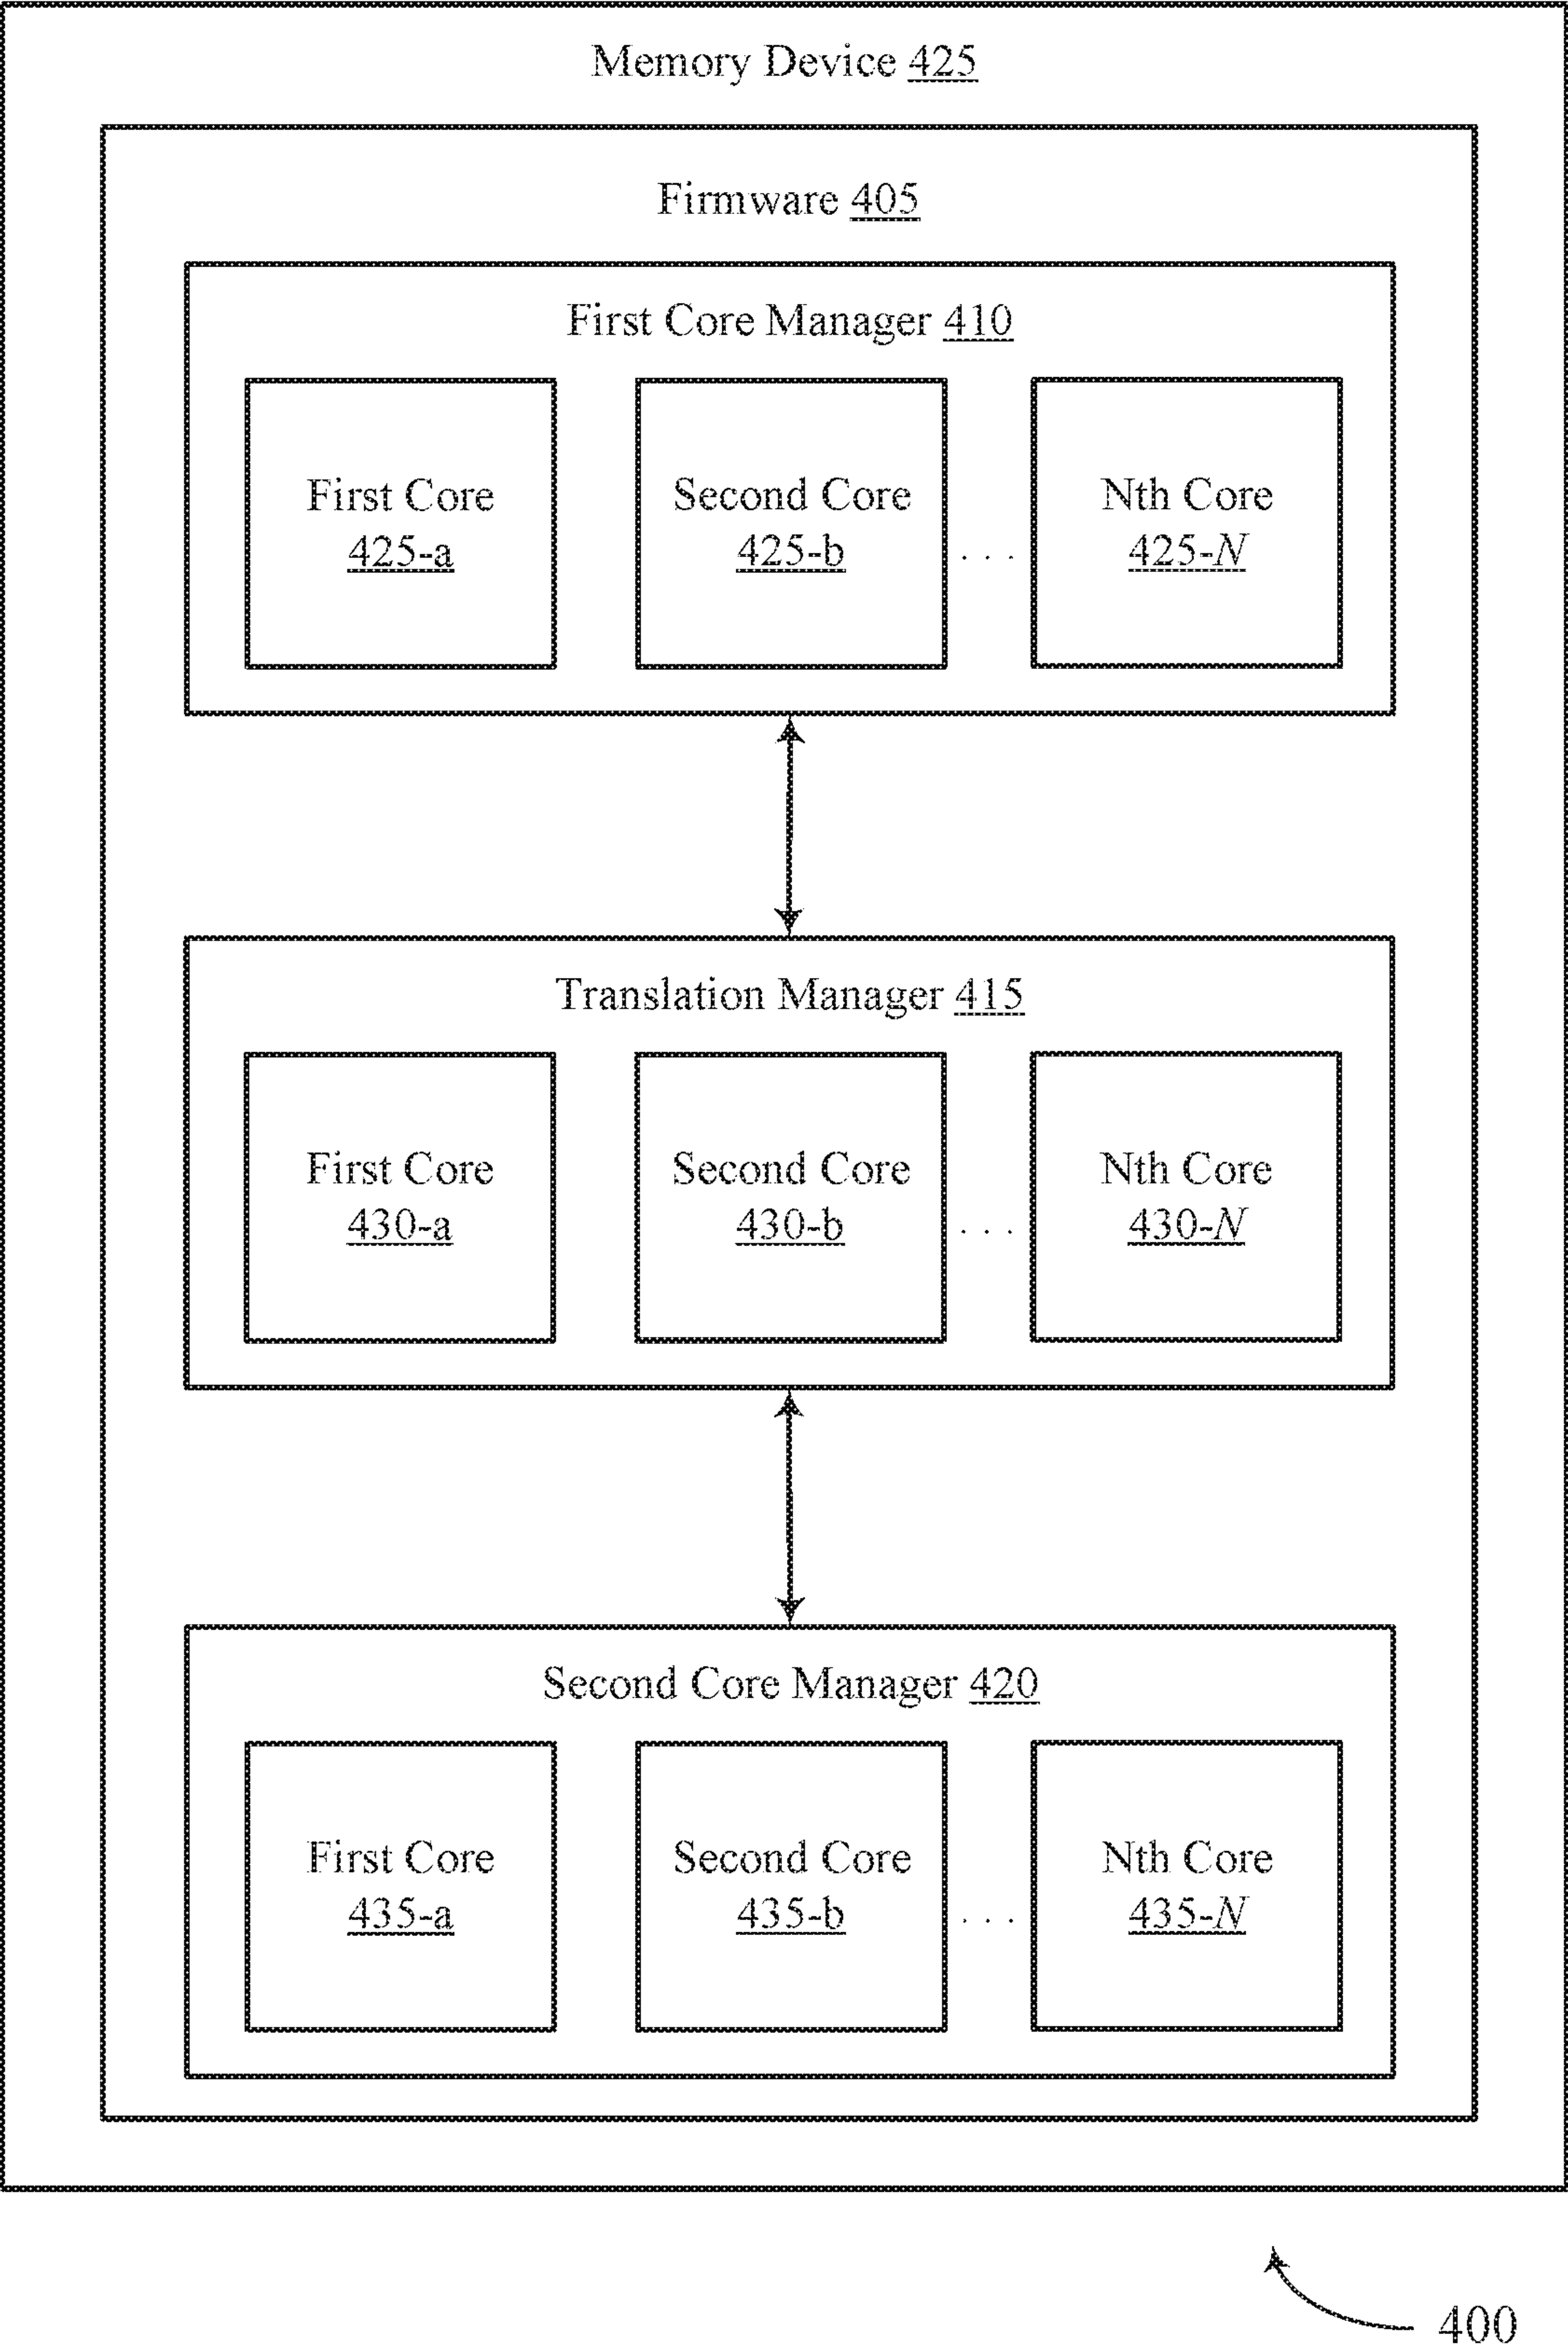 Memory Device 425
Firmware 405
First Core Manager 410
First Core
425-a
Second Core
425-b
. . .
Nth Core
425-N
Translation Manager 415
First Core
430-a
Second Core
430-b
. . .
Nth Core
430-N
Second Core Manager 420
First Core
435-a
Second Core
435-b
. . .
Nth Core
435-N
400